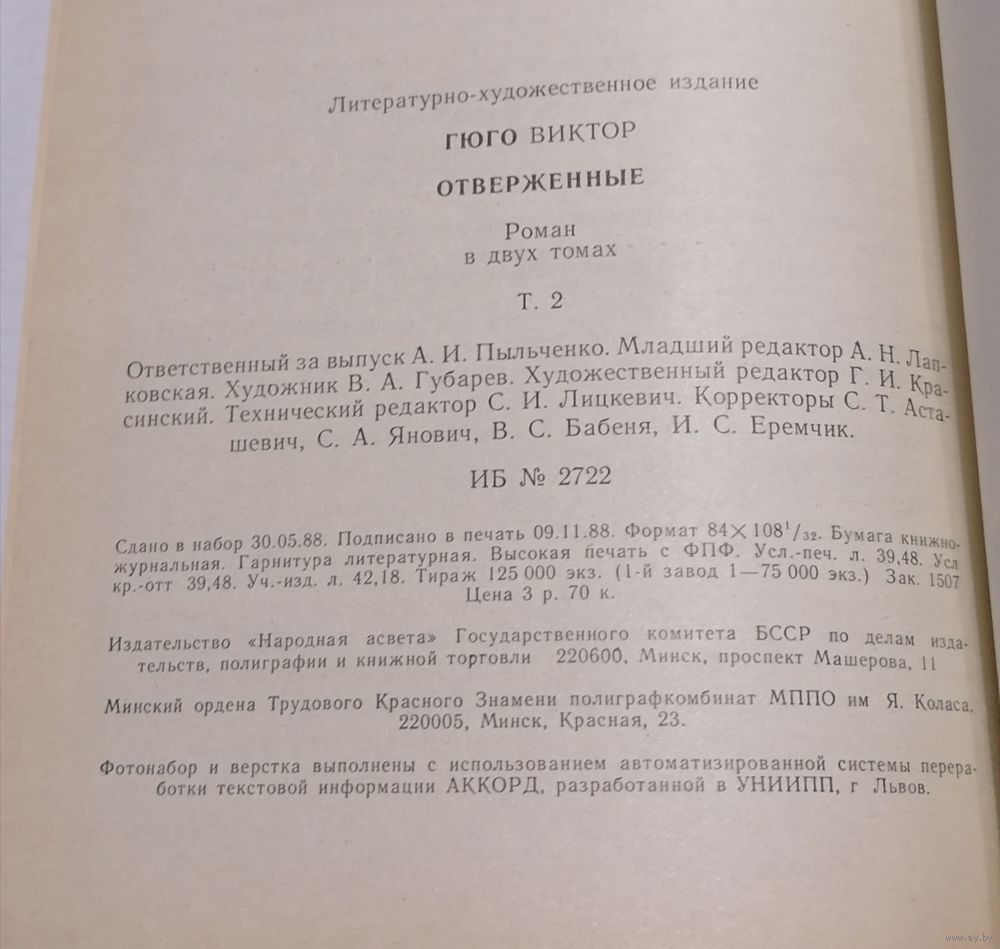 Литературно-художественное издание
ГЮГО ВИКТОР
ОТВЕРЖЕННЫЕ
Роман
в двух томах
Т. 2
Ответственный за выпуск А. И. Пыльченко. Младший редактор А. Н. Лап-
ковская. Художник В. А. Губарев. Художественный редактор Г. И. Кра-
синский. Технический редактор С. И. Лицкевич. Корректоры С. Т. Аста-
шевич, С. А. Янович, В. С. Бабеня, И. С. Еремчик.
ИБ № 2722
Сдано в набор 30.05.88. Подписано в печать 09.11.88. Формат 84×108¹/₃₂. Бумага книжно-
журнальная. Гарнитура литературная. Высокая печать с ФПФ. Усл.-печ. л. 39,48. Усл
кр.-отт 39,48. Уч.-изд. л. 42,18. Тираж 125 000 экз. (1-й завод 1—75 000 экз.) Зак. 1507
Цена 3 р. 70 к.
Издательство «Народная асвета» Государственного комитета БССР по делам изда-
тельств, полиграфии и книжной торговли 220600, Минск, проспект Машерова, 11
Минский ордена Трудового Красного Знамени полиграфкомбинат МППО им Я. Коласа,
220005, Минск, Красная, 23.
Фотонабор и верстка выполнены с использованием автоматизированной системы перера-
ботки текстовой информации АККОРД, разработанной в УНИИПП, г Львов.
www.ay.by